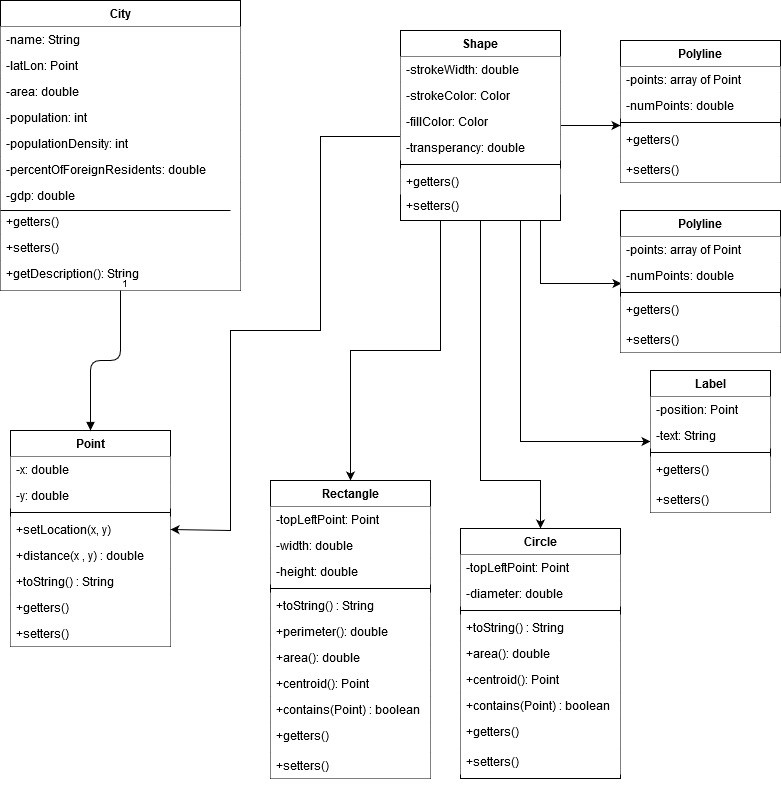 City
-name: String
-latLon: Point
-area: double
-population: int
-populationDensity: int
-percentOfForeignResidents: double
-gdp: double
+getters()
+setters()
+getDescription(): String
1
Shape
-strokeWidth: double
-strokeColor: Color
-fillColor: Color
-transperancy: double
+getters()
+setters()
Polyline
-points: array of Point
-numPoints: double
+getters()
+setters()
Polyline
-points: array of Point
-numPoints: double
+getters()
+setters()
Label
-position: Point
-text: String
+getters()
+setters()
Point
-x: double
-y: double
+setLocation(x, y)
+distance(x , y) : double
+toString() : String
+getters()
+setters()
Rectangle
-topLeftPoint: Point
-width: double
-height: double
+toString() : String
+perimeter(): double
+area(): double
+centroid(): Point
+contains(Point) : boolean
+getters()
+setters()
Circle
-topLeftPoint: Point
-diameter: double
+toString() : String
+area(): double
+centroid(): Point
+contains(Point) : boolean
+getters()
+setters()